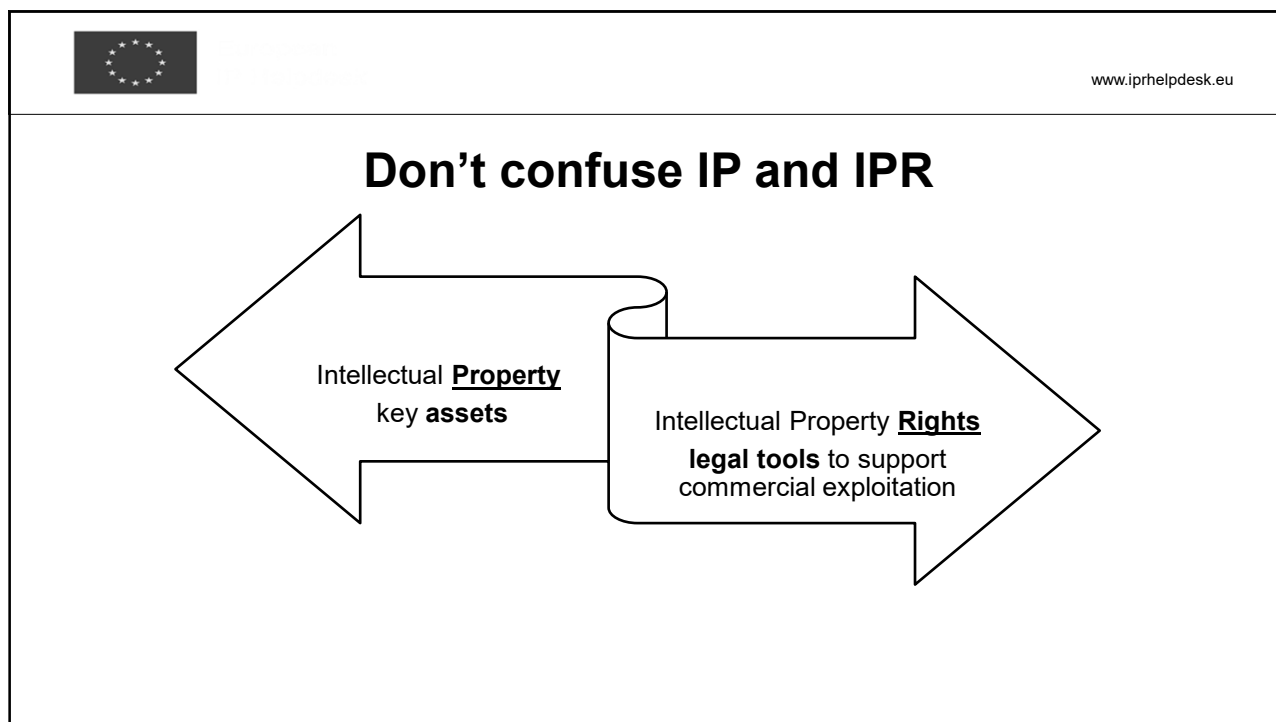 www.iprhelpdesk.eu
Don’t confuse IP and IPR
Intellectual Property
key assets
Intellectual Property Rights
legal tools to support
commercial exploitation